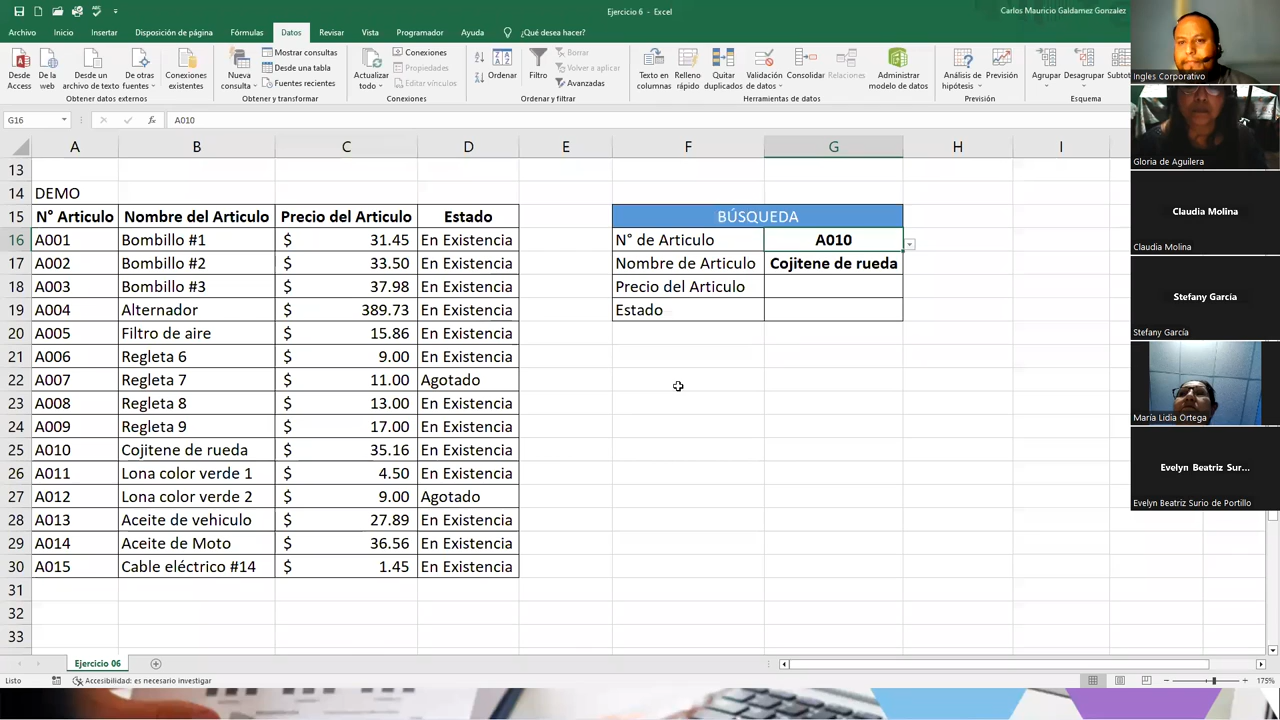 Ejercicio 6 - Excel
Carlos Mauricio Galdamez Gonzalez
Archivo Inicio Insertar Disposición de página Fórmulas Datos Revisar Vista Programador Ayuda ¿Qué desea hacer?
Desde Access
De la web
Desde un archivo de texto
De otras fuentes
Conexiones existentes
Obtener datos externos
Nueva consulta
Mostrar consultas
Desde una tabla
Fuentes recientes
Obtener y transformar
Actualizar todo
Conexiones
Propiedades
Editar vínculos
Conexiones
Ordenar
Filtro
Borrar
Volver a aplicar
Avanzadas
Ordenar y filtrar
Texto en columnas
Relleno rápido
Quitar duplicados
Validación de datos
Consolidar
Relaciones
Administrar modelo de datos
Herramientas de datos
Análisis de hipótesis
Previsión
Previsión
Agrupar
Desagrupar
Subtot
Esquema
G16 fx A010
A B C D E F G H I
13
14 DEMO
15 N° Articulo Nombre del Articulo Precio del Articulo Estado BÚSQUEDA
16 A001 Bombillo #1 $ 31.45 En Existencia N° de Articulo A010
17 A002 Bombillo #2 $ 33.50 En Existencia Nombre de Articulo Cojitene de rueda
18 A003 Bombillo #3 $ 37.98 En Existencia Precio del Articulo
19 A004 Alternador $ 389.73 En Existencia Estado
20 A005 Filtro de aire $ 15.86 En Existencia
21 A006 Regleta 6 $ 9.00 En Existencia
22 A007 Regleta 7 $ 11.00 Agotado
23 A008 Regleta 8 $ 13.00 En Existencia
24 A009 Regleta 9 $ 17.00 En Existencia
25 A010 Cojitene de rueda $ 35.16 En Existencia
26 A011 Lona color verde 1 $ 4.50 En Existencia
27 A012 Lona color verde 2 $ 9.00 Agotado
28 A013 Aceite de vehiculo $ 27.89 En Existencia
29 A014 Aceite de Moto $ 36.56 En Existencia
30 A015 Cable eléctrico #14 $ 1.45 En Existencia
31
32
33
Ejercicio 06
Listo Accesibilidad: es necesario investigar 175%
Ingles Corporativo
Gloria de Aguilera
Claudia Molina
Claudia Molina
Stefany García
Stefany García
María Lidia Ortega
Evelyn Beatriz Sur...
Evelyn Beatriz Surio de Portillo